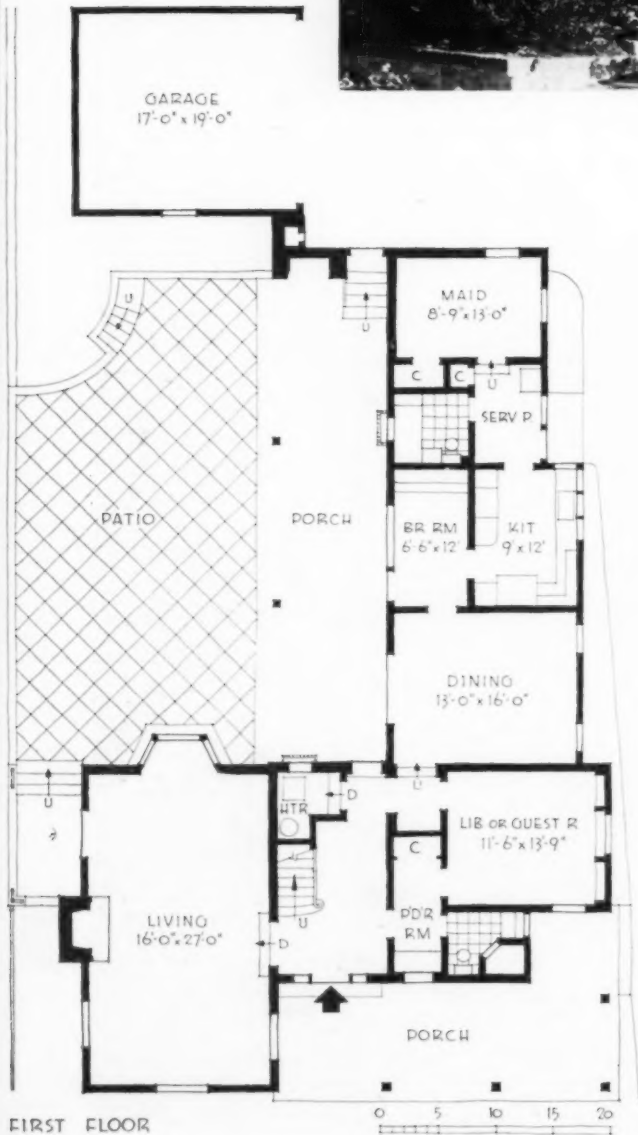 GARAGE
17'-0" x 19'-0"
MAID
8'-9" x 13'-0"
U
U
C
C
U
SERV P.
PATIO
PORCH
BR RM
6'-6" x 12'
KIT
9' x 12'
DINING
13'-0" x 16'-0"
U
HTR
D
U
LIB OR GUEST R
11'-6" x 13'-9"
C
LIVING
16'-0" x 27'-0"
U
D
P'D'R
RM
PORCH
FIRST FLOOR
0 5 10 15 20